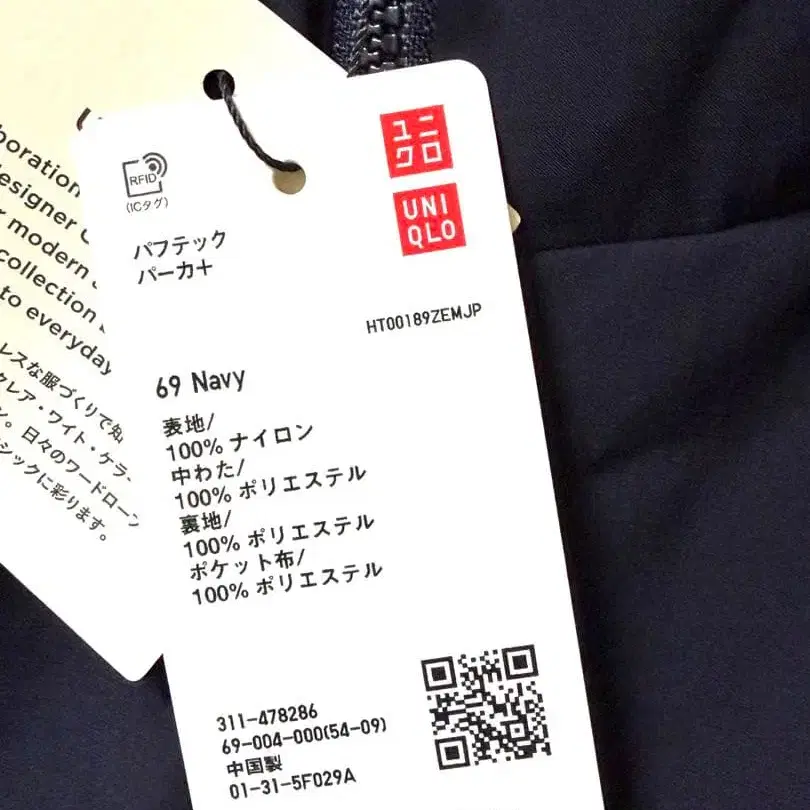 ユニ
クロ
UNI
QLO
RFID
(ICタグ)
パフテック
パーカ+
HT00189ZEMJP
69 Navy
表地/
100% ナイロン
中わた/
100% ポリエステル
裏地/
100% ポリエステル
ポケット布/
100% ポリエステル
311-478286
69-004-000(54-09)
中国製
01-31-5F029A
designer
modern
collection
to everyday
レスな服づくりで知
クレア・ワイト・ケラー
日々のワードローブ
シックに彩ります。